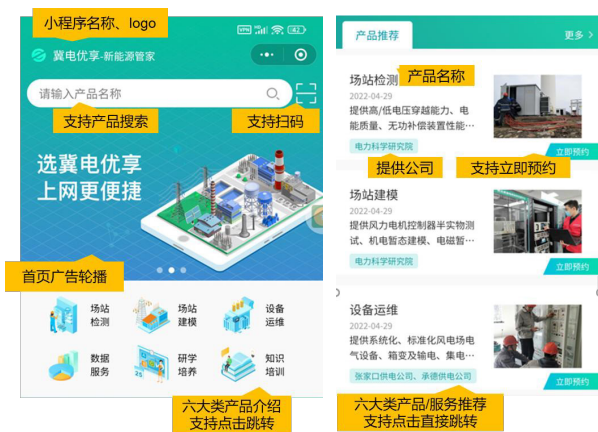 小程序名称、logo
冀电优享-新能源管家
请输入产品名称
支持产品搜索
支持扫码
选冀电优享
上网更便捷
首页广告轮播
场站
检测
场站
建模
设备
运维
数据
服务
研学
培养
知识
培训
六大类产品介绍
支持点击跳转
产品推荐
更多 >
场站检测
产品名称
2022-04-29
提供高/低电压穿越能力、电
能质量、无功补偿装置性能…
电力科学研究院
立即预约
提供公司
支持立即预约
场站建模
2022-04-29
提供风力电机控制器半实物测
试、机电暂态建模、电磁暂…
电力科学研究院
立即预约
设备运维
2022-04-29
提供系统化、标准化风电场电
气设备、箱变及输电、集电…
张家口供电公司、承德供电公司
立即预约
六大类产品/服务推荐
支持点击直接跳转